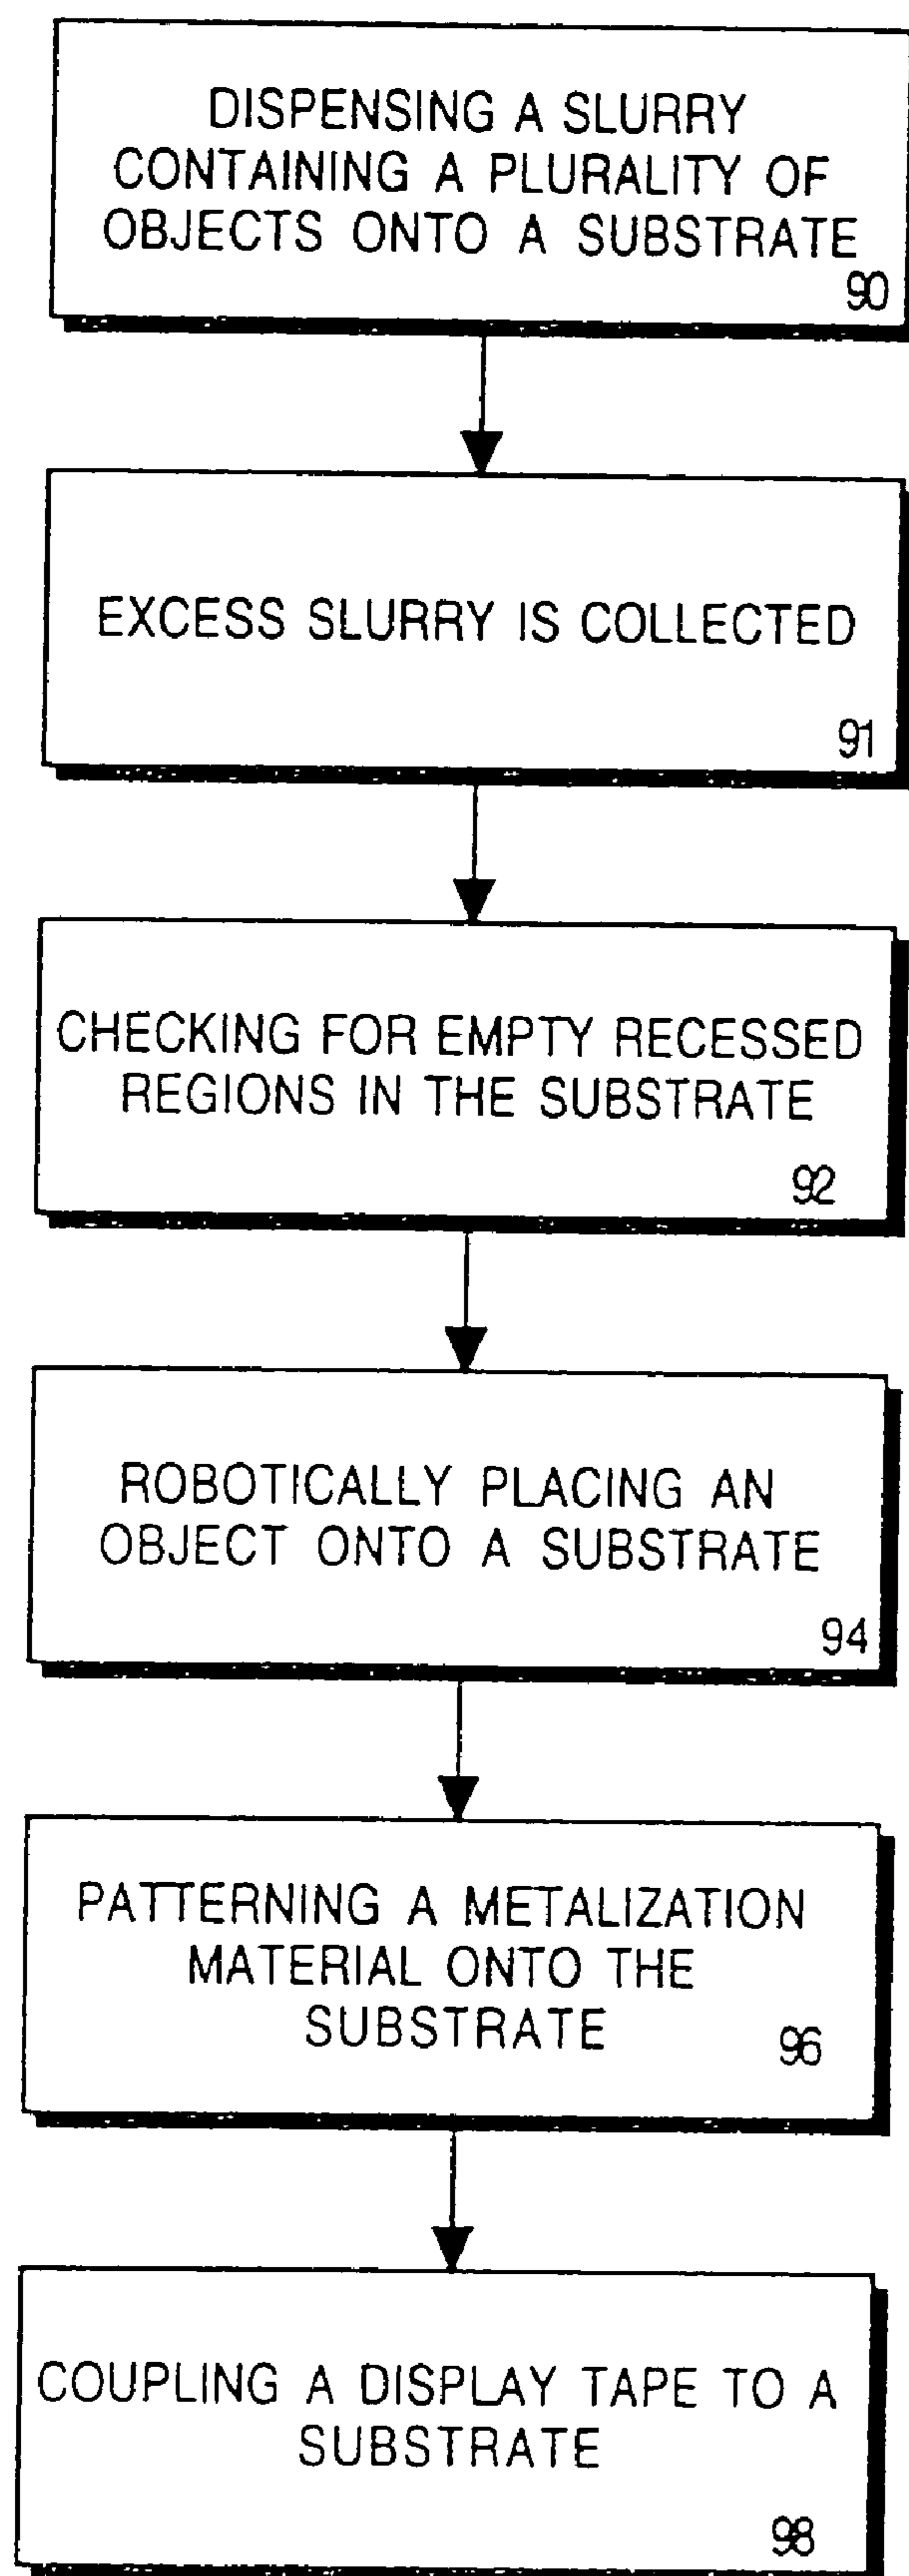 DISPENSING A SLURRY
CONTAINING A PLURALITY OF
OBJECTS ONTO A SUBSTRATE
90
EXCESS SLURRY IS COLLECTED
91
CHECKING FOR EMPTY RECESSED
REGIONS IN THE SUBSTRATE
92
ROBOTICALLY PLACING AN
OBJECT ONTO A SUBSTRATE
94
PATTERNING A METALIZATION
MATERIAL ONTO THE
SUBSTRATE
96
COUPLING A DISPLAY TAPE TO A
SUBSTRATE
98